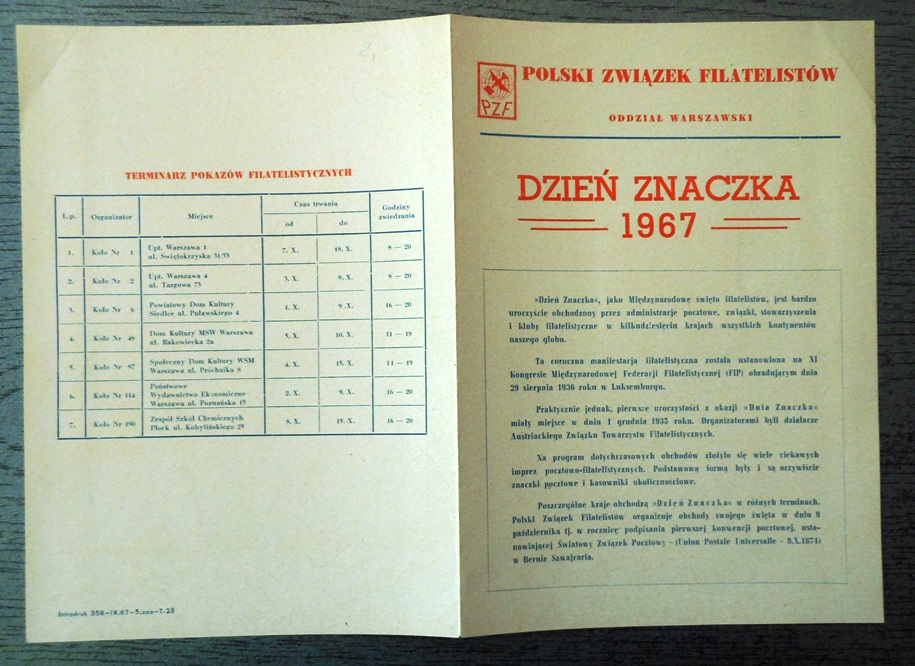 2,-
TERMINARZ POKAZÓW FILATELISTYCZNYCH
L.p. Organizator Miejsce Czas trwania Godziny zwiedzania
od do
1. Koło Nr 1 Upt. Warszawa 1 7. X. 19. X. 8 — 20
ul. Świętokrzyska 31/33
2. Koło Nr 2 Upt. Warszawa 4 3. X. 9. X. 8 — 20
ul. Targowa 73
3. Koło Nr 6 Powiatowy Dom Kultury 1. X. 9 .X. 16 — 20
Siedlce ul. Puławskiego 4
4. Koło Nr 48 Dom Kultury MSW Warszawa 8. X. 10. X. 11 — 19
ul. Rakowiecka 2a
5. Koło Nr 97 Społeczny Dom Kultury WSM 4. X. 15. X. 14 — 19
Warszawa ul. Próchnika 8
6. Koło Nr 114 Państwowe 2. X. 9. X. 16 — 20
Wydawnictwo Ekonomiczne
Warszawa ul. Poznańska 15
7. Koło Nr 190 Zespół Szkół Chemicznych 8. X. 15. X. 16 — 20
Płock ul. Kobylińskiego 25
Introdruk 358-IX.67-5.000-T-23
PZF
POLSKI ZWIĄZEK FILATELISTÓW
ODDZIAŁ WARSZAWSKI
DZIEŃ ZNACZKA
1967
»Dzień Znaczka«, jako Międzynarodowe święto filatelistów, jest bardzo
uroczyście obchodzony przez administracje pocztowe, związki, stowarzyszenia
i kluby filatelistyczne w kilkudziesięciu krajach wszystkich kontynentów
naszego globu.
Ta coroczna manifestacja filatelistyczna została ustanowiona na XI
Kongresie Międzynarodowej Federacji Filatelistycznej (FIP) obradującym dnia
29 sierpnia 1936 roku w Luksemburgu.
Praktycznie jednak, pierwsze uroczystości z okazji »Dnia Znaczka«
miały miejsce w dniu 1 grudnia 1935 roku. Organizatorami byli działacze
Austriackiego Związku Towarzystw Filatelistycznych.
Na program dotychczasowych obchodów złożyło się wiele ciekawych
imprez pocztowo-filatelistycznych. Podstawową formą były i są oczywiście
znaczki pocztowe i kasowniki okolicznościowe.
Poszczególne kraje obchodzą »Dzień Znaczka« w różnych terminach.
Polski Związek Filatelistów organizuje obchody swojego święta w dniu 9
października tj. w rocznicę podpisania pierwszej konwencji pocztowej, usta-
nawiającej Światowy Związek Pocztowy - (Union Postale Universalle - 9.X.1874)
w Bernie Szwajcaria.